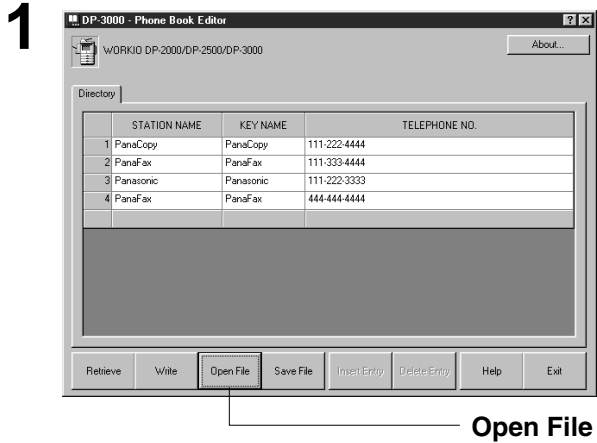 1
DP-3000 - Phone Book Editor
WORKIO DP-2000/DP-2500/DP-3000
About...
Directory
STATION NAME KEY NAME TELEPHONE NO.
1 PanaCopy PanaCopy 111-222-4444
2 PanaFax PanaFax 111-333-4444
3 Panasonic Panasonic 111-222-3333
4 PanaFax PanaFax 444-444-4444
Retrieve Write Open File Save File Insert Entry Delete Entry Help Exit
Open File